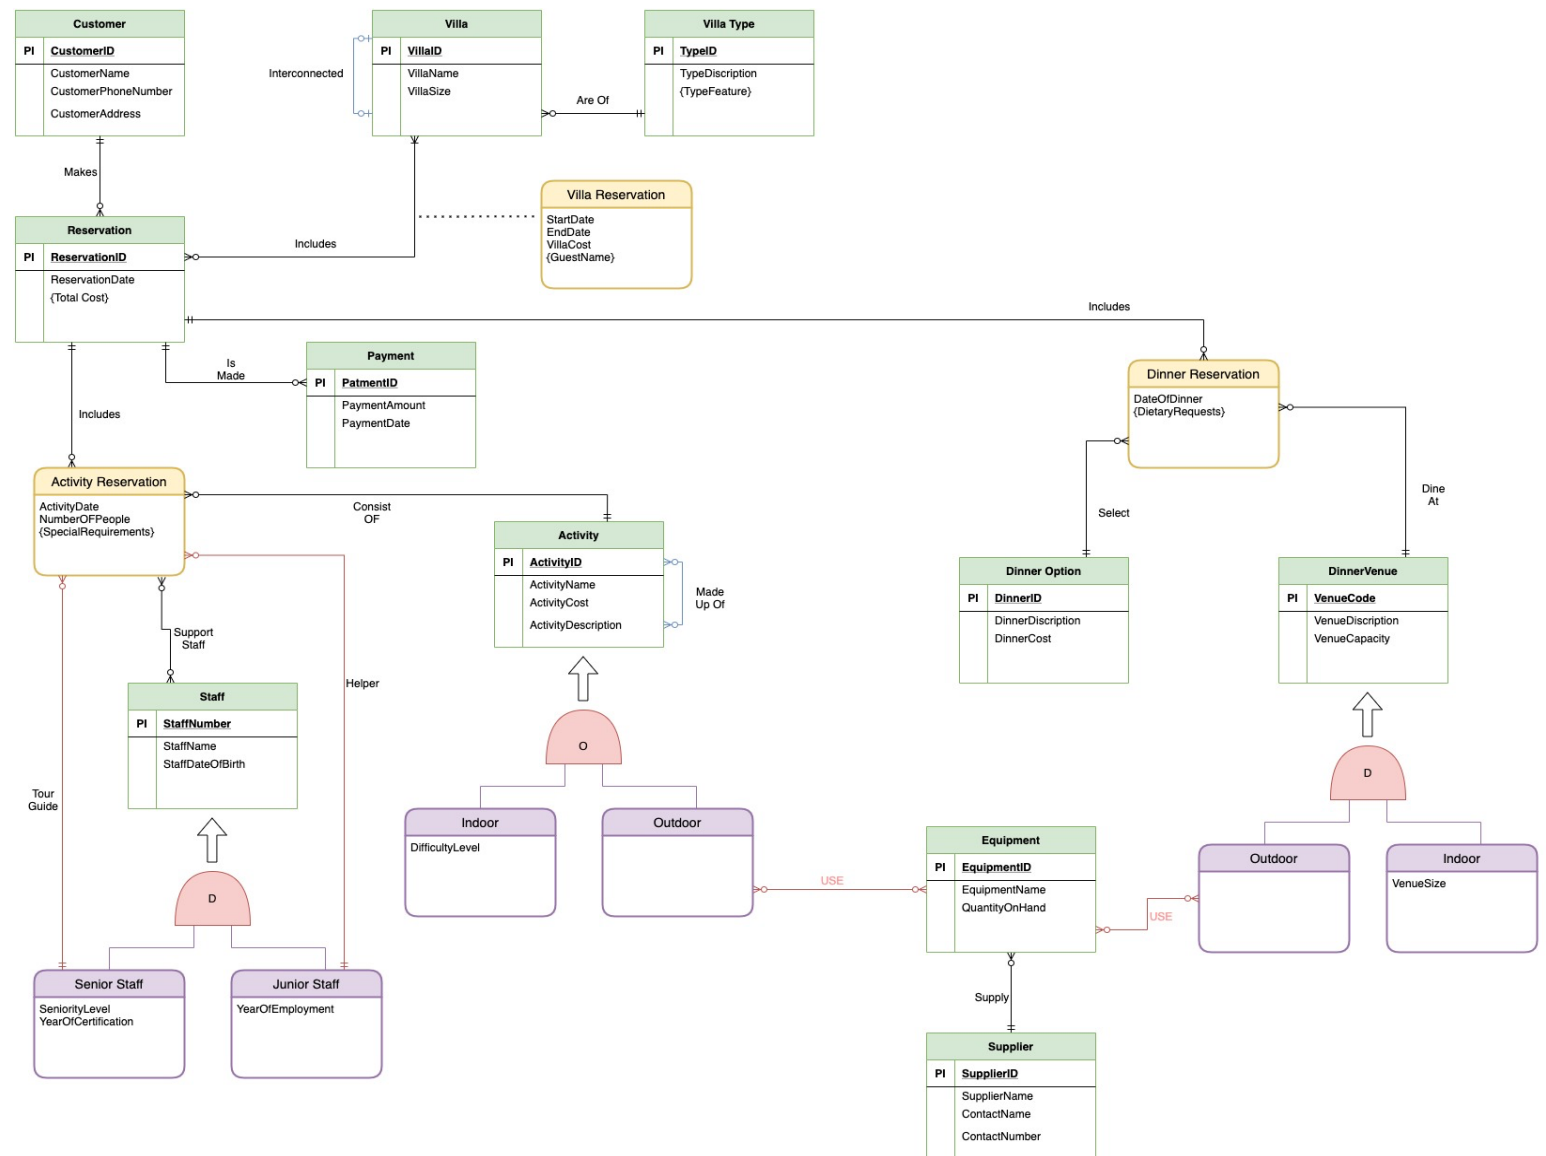 Customer
PI CustomerID
CustomerName
CustomerPhoneNumber
CustomerAddress
Interconnected
Villa
PI VillaID
VillaName
VillaSize
Are Of
Villa Type
PI TypeID
TypeDiscription
{TypeFeature}
Makes
Villa Reservation
StartDate
EndDate
VillaCost
{GuestName}
Includes
Reservation
PI ReservationID
ReservationDate
{Total Cost}
Includes
Is
Made
Payment
PI PatmentID
PaymentAmount
PaymentDate
Dinner Reservation
DateOfDinner
{DietaryRequests}
Includes
Activity Reservation
ActivityDate
NumberOFPeople
{SpecialRequirements}
Consist
OF
Activity
PI ActivityID
ActivityName
ActivityCost
ActivityDescription
Made
Up Of
Select
Dine
At
Dinner Option
PI DinnerID
DinnerDiscription
DinnerCost
DinnerVenue
PI VenueCode
VenueDiscription
VenueCapacity
Support
Staff
Helper
Tour
Guide
Staff
PI StaffNumber
StaffName
StaffDateOfBirth
O
D
D
Indoor
DifficultyLevel
Outdoor
USE
Equipment
PI EquipmentID
EquipmentName
QuantityOnHand
USE
Outdoor
Indoor
VenueSize
Senior Staff
SeniorityLevel
YearOfCertification
Junior Staff
YearOfEmployment
Supply
Supplier
PI SupplierID
SupplierName
ContactName
ContactNumber